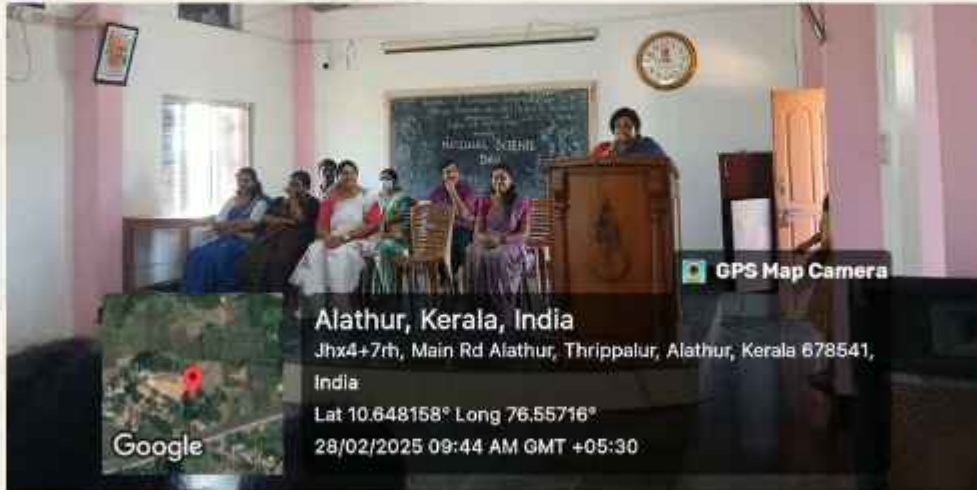 NATIONAL SCIENCE
DAY
GPS Map Camera
Alathur, Kerala, India
Jhx4+7rh, Main Rd Alathur, Thrippalur, Alathur, Kerala 678541,
India
Lat 10.648158° Long 76.55716°
28/02/2025 09:44 AM GMT +05:30
Google